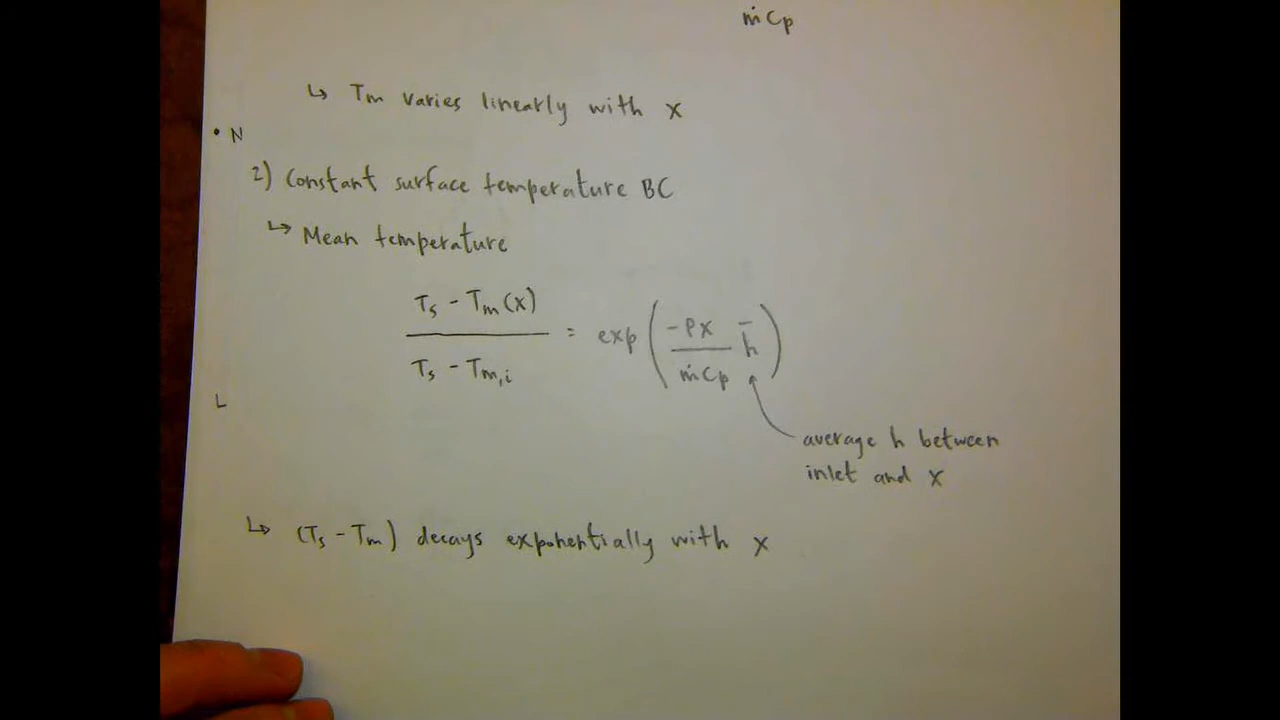 ṁCp
↳ Tm varies linearly with x
• N
2) Constant surface temperature BC
↳ Mean temperature
(Ts - Tm(x)) / (Ts - Tm,i) = exp(-Px / ṁCp h̄)
L
average h between
inlet and x
↳ (Ts - Tm) decays exponentially with x